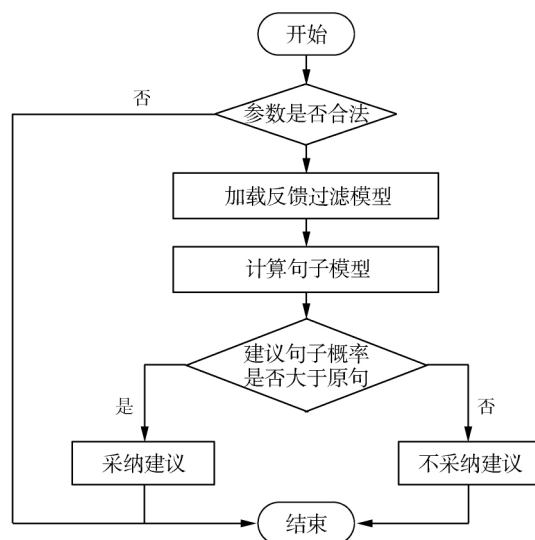 开始
否
参数是否合法
加载反馈过滤模型
计算句子模型
建议句子概率
是否大于原句
是
否
采纳建议
不采纳建议
结束